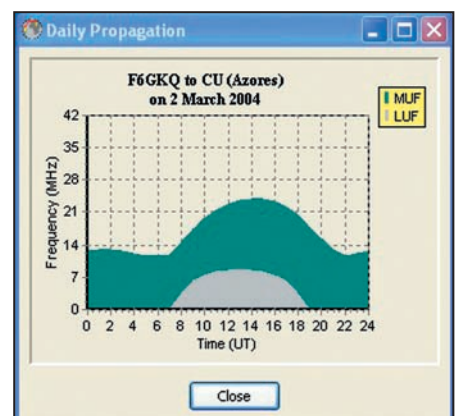 Daily Propagation
F6GKQ to CU (Azores)
on 2 March 2004
MUF
LUF
Frequency (MHz)
42
35
28
21
14
7
0
0 2 4 6 8 10 12 14 16 18 20 22 24
Time (UT)
Close